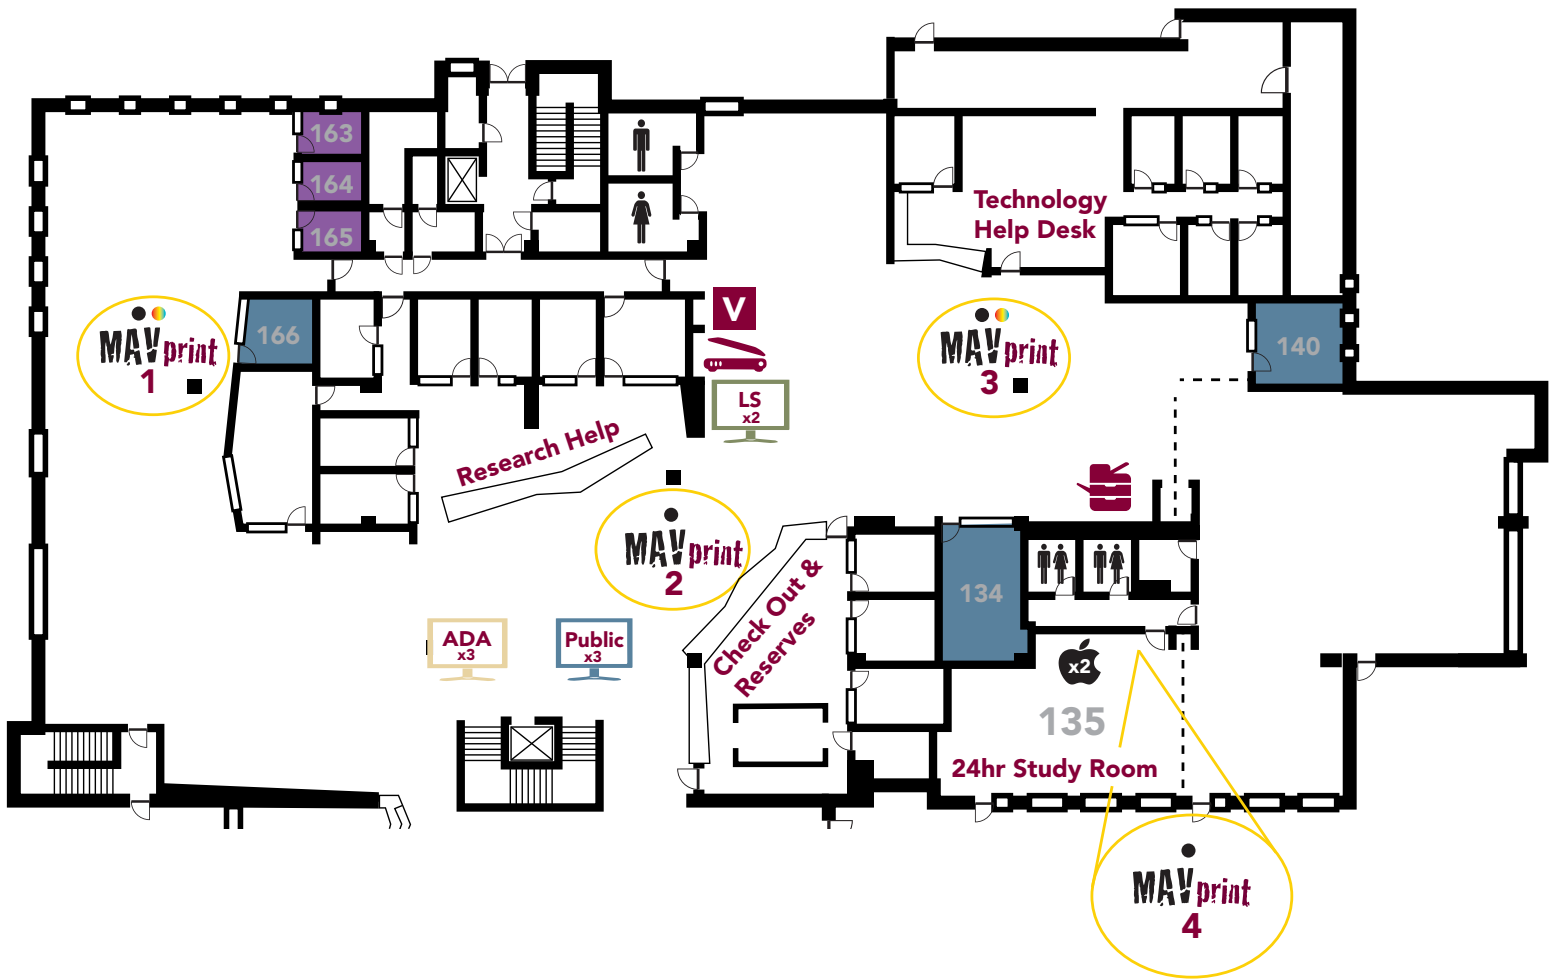 163
164
165
Technology
Help Desk
V
166
MAVprint
1
MAVprint
3
140
LS
x2
Research Help
MAVprint
2
134
Check Out &
Reserves
ADA
x3
Public
x3
x2
135
24hr Study Room
MAVprint
4